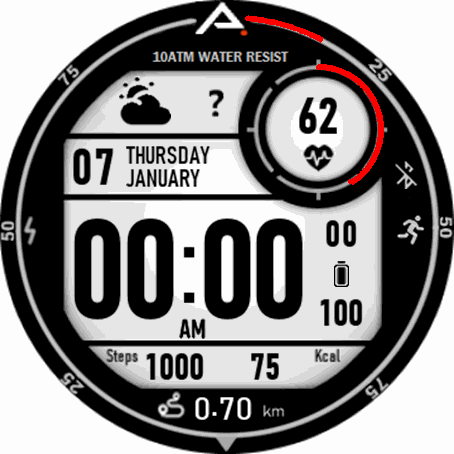 A.
10ATM WATER RESIST
75
25
?
62
07 THURSDAY
JANUARY
50
50
00:00
00
AM
100
Steps 1000 75 Kcal
25
75
0.70 km